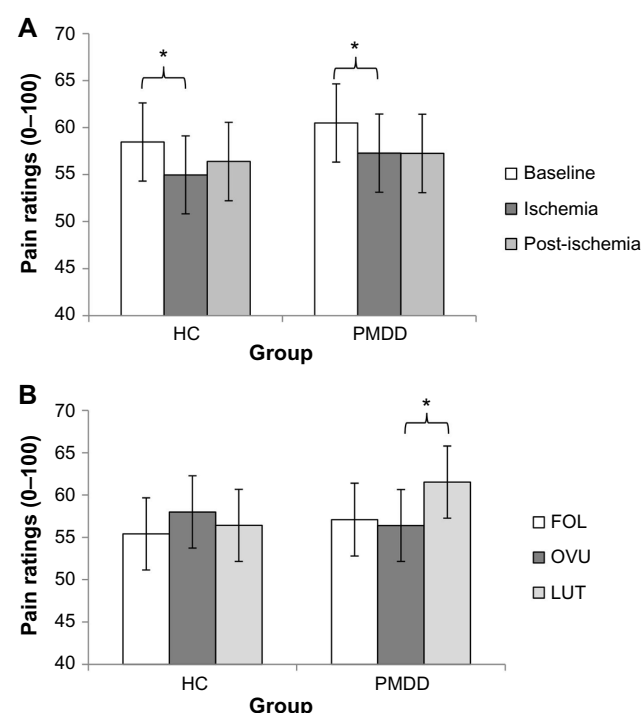 A
Pain ratings (0–100)
70
65
60
55
50
45
40
*
*
HC
PMDD
Group
Baseline
Ischemia
Post-ischemia
B
Pain ratings (0–100)
70
65
60
55
50
45
40
*
HC
PMDD
Group
FOL
OVU
LUT